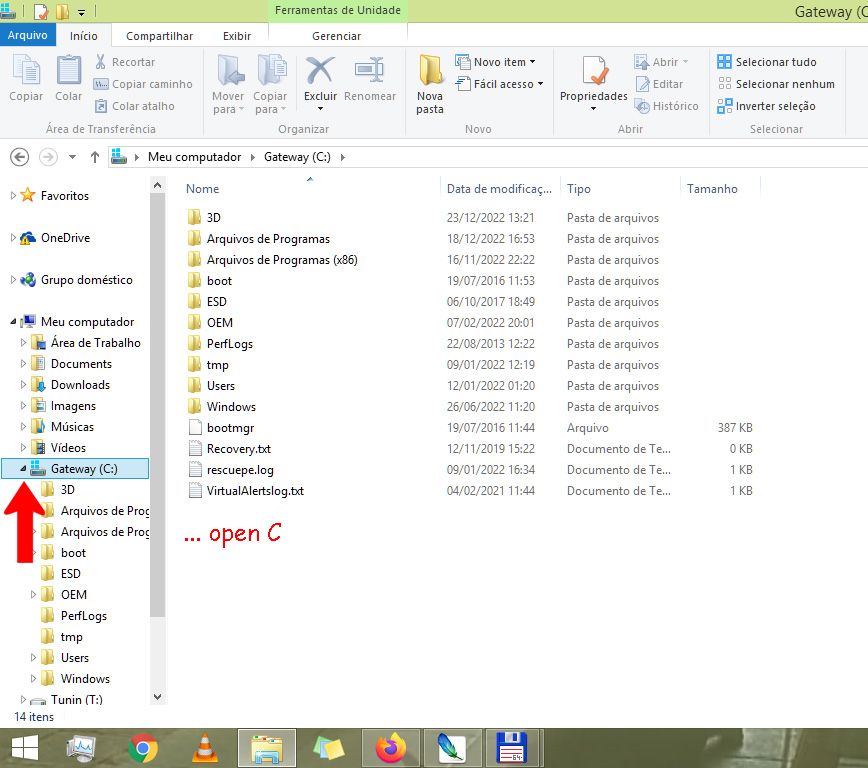 Ferramentas de Unidade
Gateway (C
Arquivo Início Compartilhar Exibir Gerenciar
Copiar
Colar
Recortar
Copiar caminho
Colar atalho
Área de Transferência
Mover para
Copiar para
Excluir
Renomear
Organizar
Nova pasta
Novo item
Fácil acesso
Novo
Propriedades
Abrir
Editar
Histórico
Abrir
Selecionar tudo
Selecionar nenhum
Inverter seleção
Selecionar
Meu computador Gateway (C:)
Favoritos
OneDrive
Grupo doméstico
Meu computador
Área de Trabalho
Documents
Downloads
Imagens
Músicas
Vídeos
Gateway (C:)
3D
Arquivos de Prog
Arquivos de Prog
boot
ESD
OEM
PerfLogs
tmp
Users
Windows
Tunin (T:)
Nome Data de modificaç... Tipo Tamanho
3D 23/12/2022 13:21 Pasta de arquivos
Arquivos de Programas 18/12/2022 16:53 Pasta de arquivos
Arquivos de Programas (x86) 16/11/2022 22:22 Pasta de arquivos
boot 19/07/2016 11:53 Pasta de arquivos
ESD 06/10/2017 18:49 Pasta de arquivos
OEM 07/02/2022 20:01 Pasta de arquivos
PerfLogs 22/08/2013 12:22 Pasta de arquivos
tmp 09/01/2022 12:19 Pasta de arquivos
Users 12/01/2022 01:20 Pasta de arquivos
Windows 26/06/2022 11:20 Pasta de arquivos
bootmgr 19/07/2016 11:44 Arquivo 387 KB
Recovery.txt 12/11/2019 15:22 Documento de Te... 0 KB
rescuepe.log 09/01/2022 16:34 Documento de Te... 1 KB
VirtualAlertslog.txt 04/02/2021 11:44 Documento de Te... 1 KB
... open C
14 itens
64